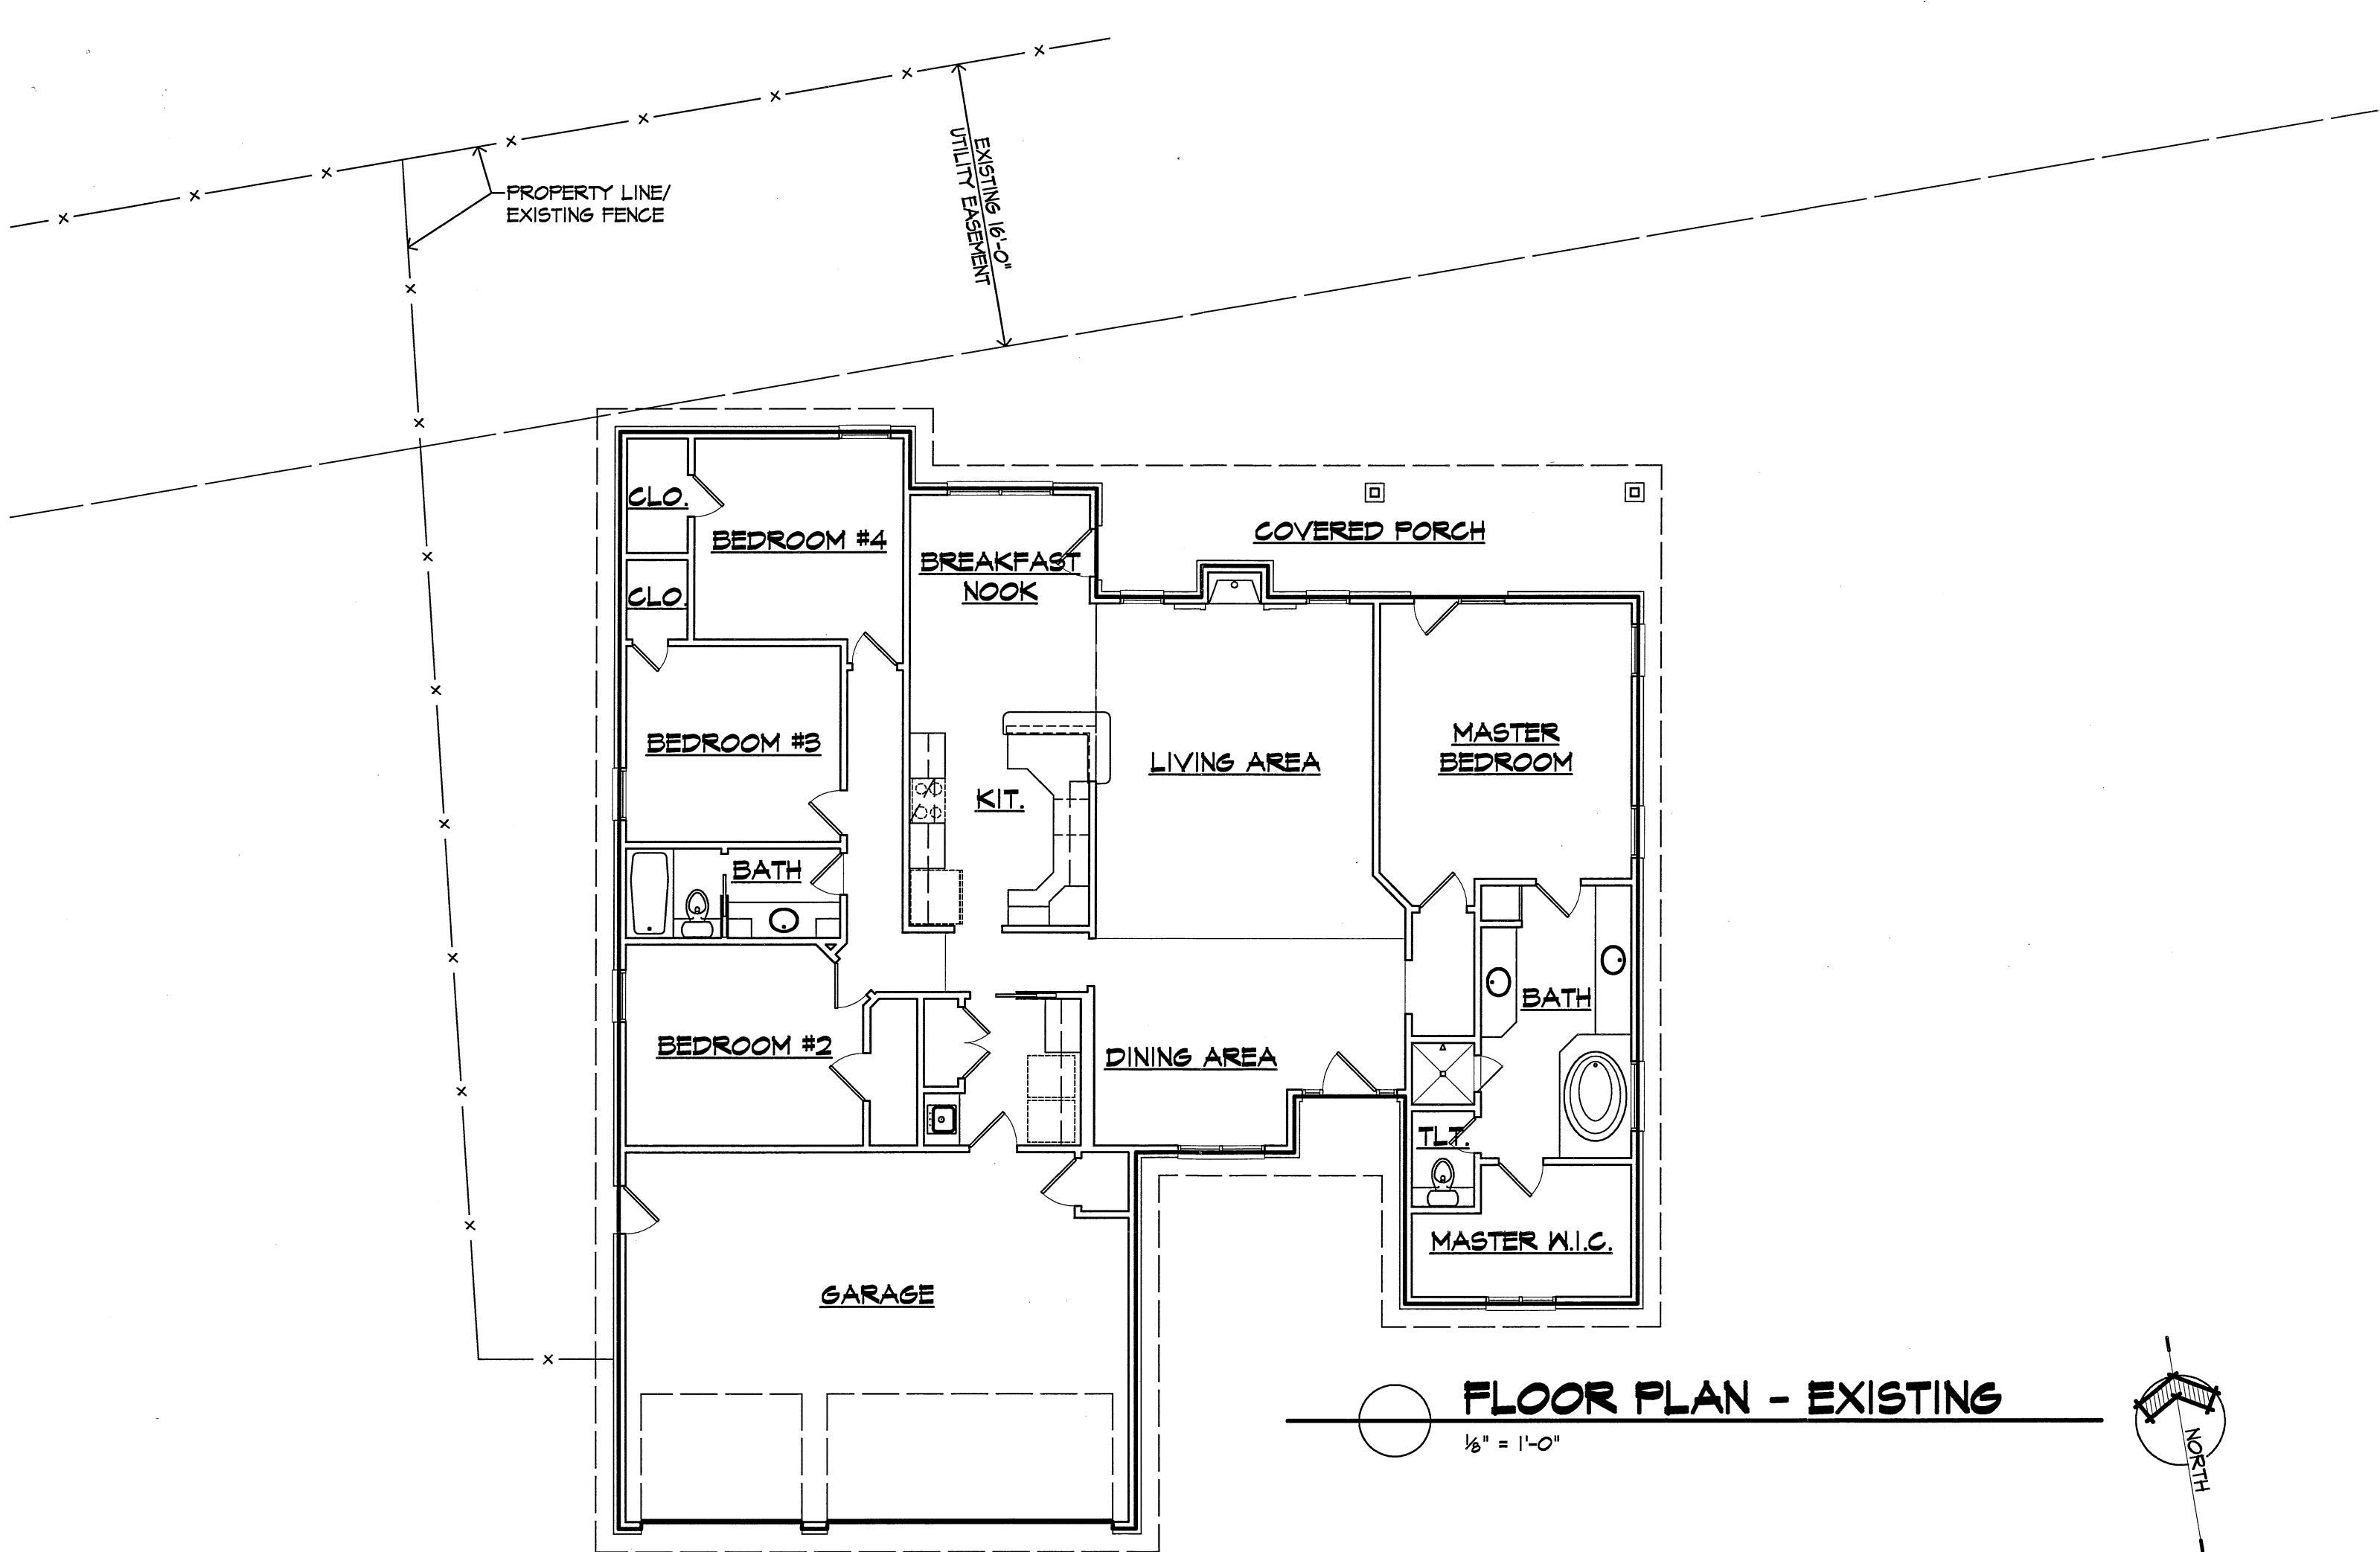 PROPERTY LINE/
EXISTING FENCE
EXISTING 16'-0"
UTILITY EASEMENT
CLO.
BEDROOM #4
COVERED PORCH
BREAKFAST
NOOK
CLO.
BEDROOM #3
MASTER
BEDROOM
LIVING AREA
KIT.
BATH
BATH
BEDROOM #2
DINING AREA
TLT.
MASTER W.I.C.
GARAGE
FLOOR PLAN - EXISTING
1/8" = 1'-0"
NORTH